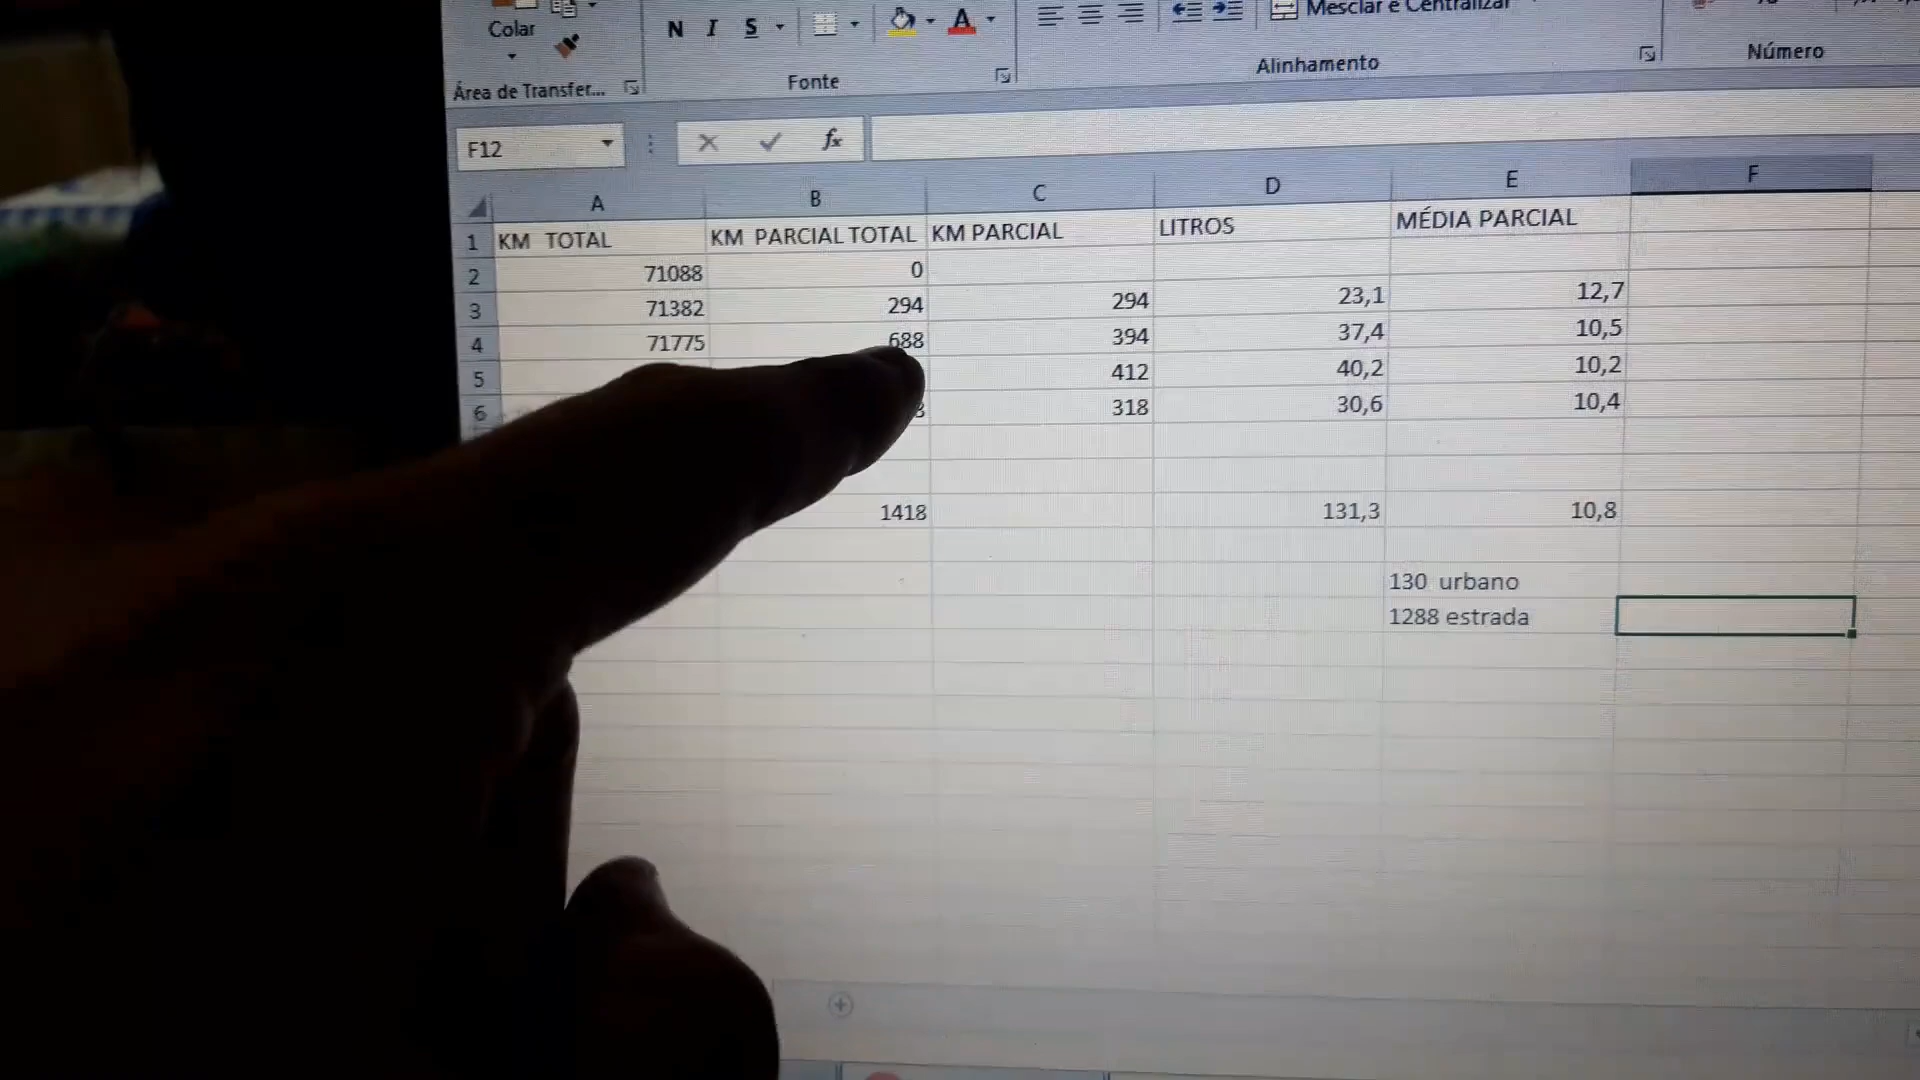 Colar
N I S
A
Mesclar e Centralizar
Área de Transfer...
Fonte
Alinhamento
Número
F12
fx
A B C D E F
1 KM TOTAL KM PARCIAL TOTAL KM PARCIAL LITROS MÉDIA PARCIAL
2 71088 0
3 71382 294 294 23,1 12,7
4 71775 688 394 37,4 10,5
5 412 40,2 10,2
6 318 30,6 10,4
1418 131,3 10,8
130 urbano
1288 estrada